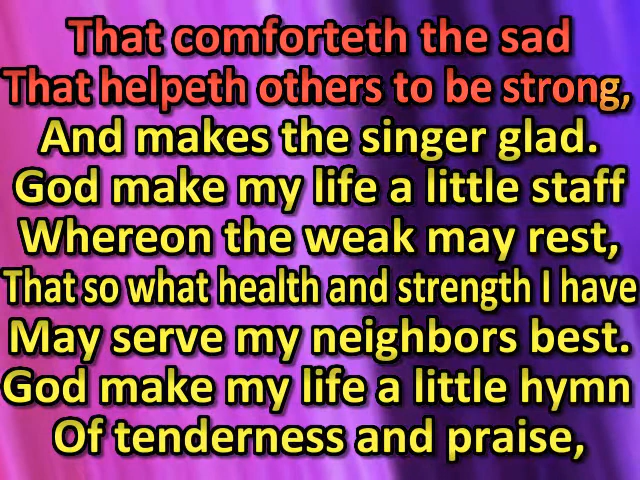 That comforteth the sad
That helpeth others to be strong,
And makes the singer glad.
God make my life a little staff
Whereon the weak may rest,
That so what health and strength I have
May serve my neighbors best.
God make my life a little hymn
Of tenderness and praise,